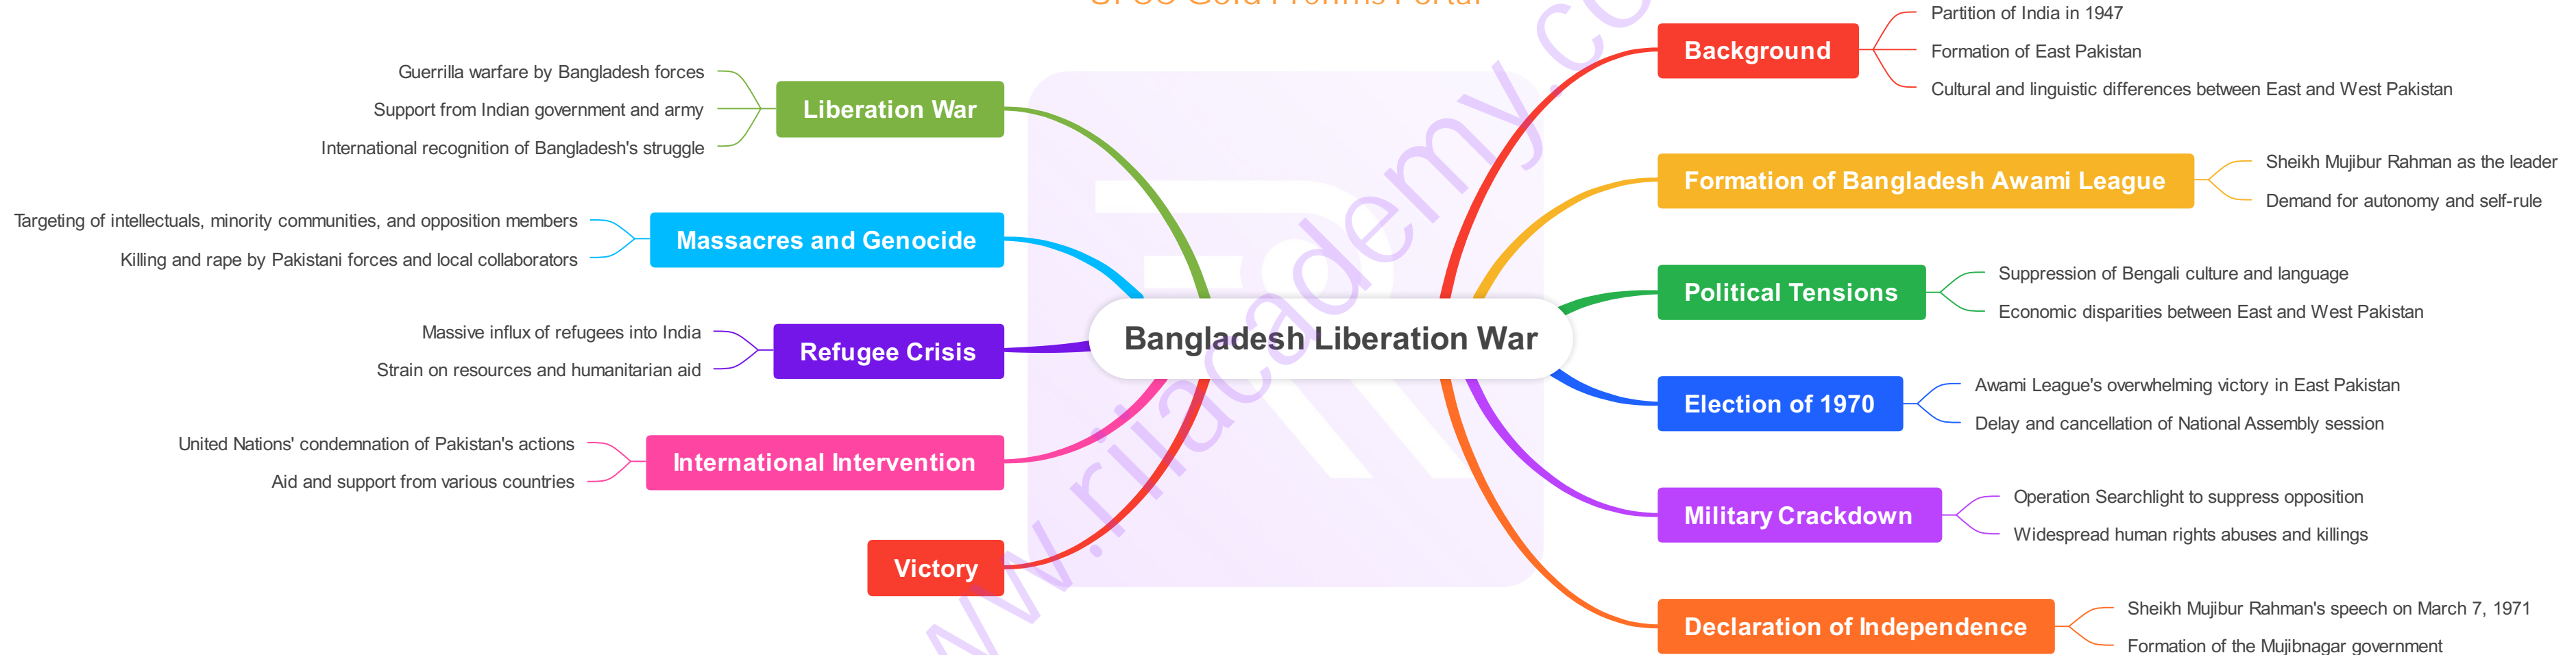 Bangladesh Liberation War
Background
Partition of India in 1947
Formation of East Pakistan
Cultural and linguistic differences between East and West Pakistan
Formation of Bangladesh Awami League
Sheikh Mujibur Rahman as the leader
Demand for autonomy and self-rule
Political Tensions
Suppression of Bengali culture and language
Economic disparities between East and West Pakistan
Election of 1970
Awami League's overwhelming victory in East Pakistan
Delay and cancellation of National Assembly session
Military Crackdown
Operation Searchlight to suppress opposition
Widespread human rights abuses and killings
Declaration of Independence
Sheikh Mujibur Rahman's speech on March 7, 1971
Formation of the Mujibnagar government
Liberation War
Guerrilla warfare by Bangladesh forces
Support from Indian government and army
International recognition of Bangladesh's struggle
Massacres and Genocide
Targeting of intellectuals, minority communities, and opposition members
Killing and rape by Pakistani forces and local collaborators
Refugee Crisis
Massive influx of refugees into India
Strain on resources and humanitarian aid
International Intervention
United Nations' condemnation of Pakistan's actions
Aid and support from various countries
Victory